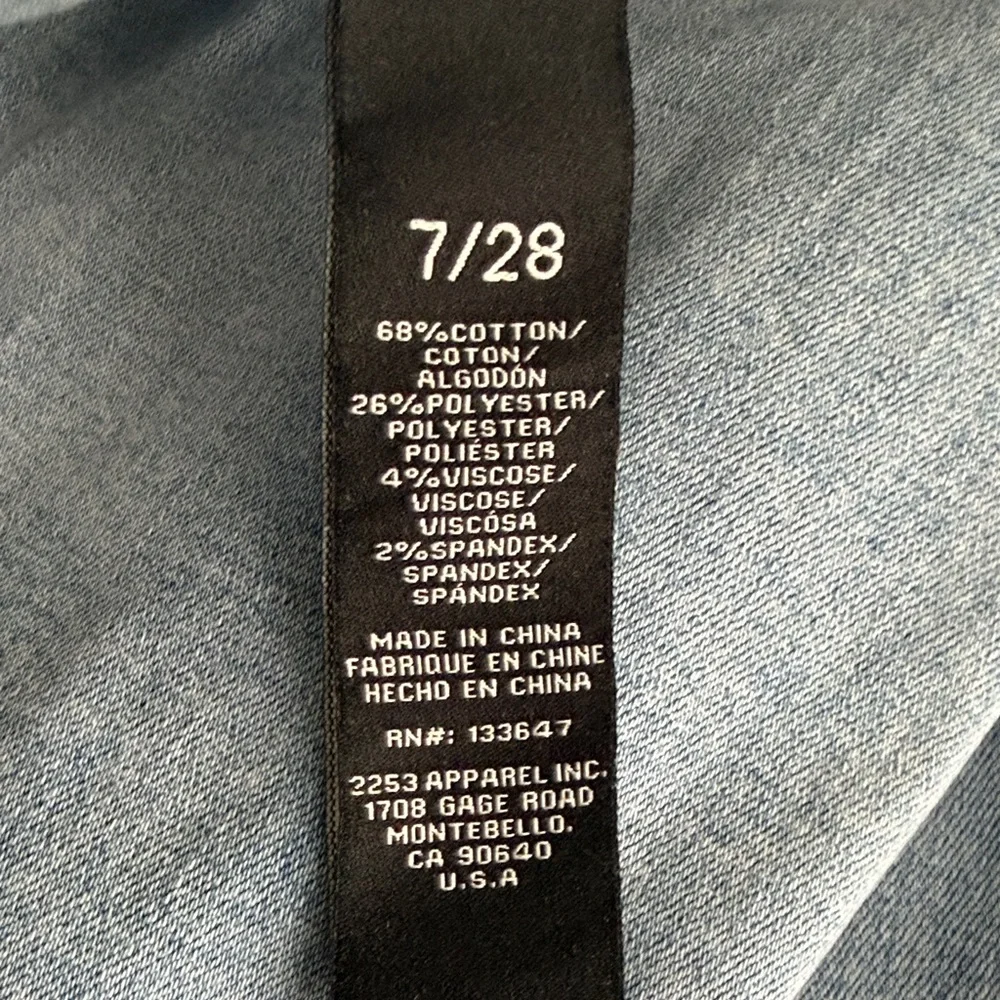 7/28
68%COTTON/
COTON/
ALGODÓN
26%POLYESTER/
POLYESTER/
POLIÉSTER
4%VISCOSE/
VISCOSE/
VISCÓSA
2%SPANDEX/
SPANDEX/
SPÁNDEX
MADE IN CHINA
FABRIQUE EN CHINE
HECHO EN CHINA
RN#: 133647
2253 APPAREL INC.
1708 GAGE ROAD
MONTEBELLO,
CA 90640
U.S.A